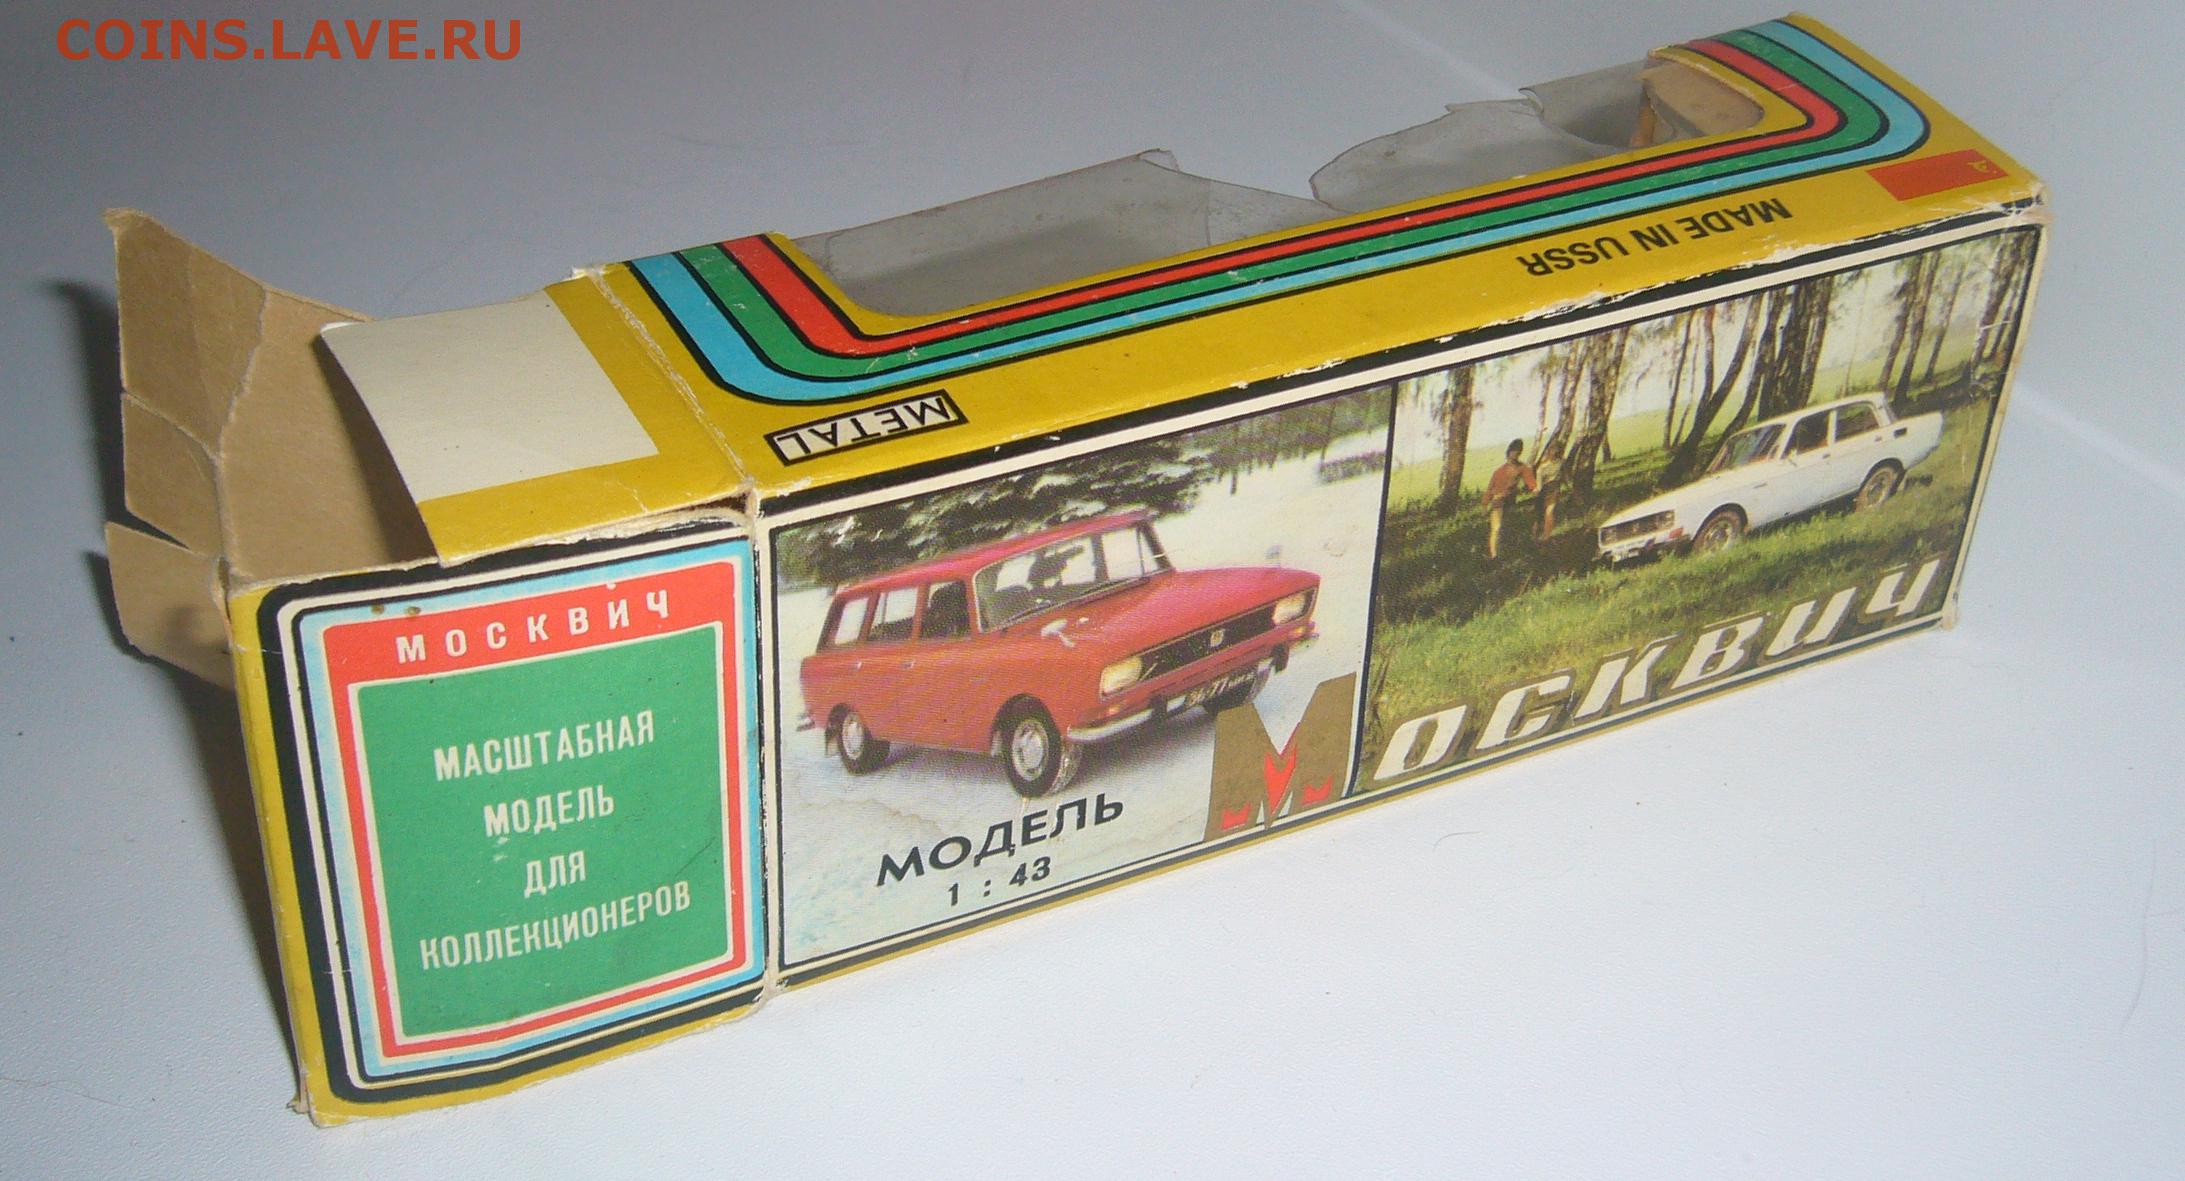 COINS.LAVE.RU
MADE IN USSR
METAL
МОСКВИЧ
МАСШТАБНАЯ
МОДЕЛЬ
ДЛЯ
КОЛЛЕКЦИОНЕРОВ
МОДЕЛЬ
1 : 43
Москвич